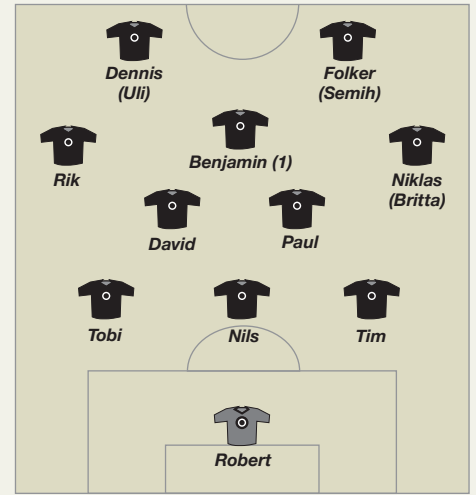 Dennis
(Uli)
Folker
(Semih)
Benjamin (1)
Rik
Niklas
(Britta)
David
Paul
Tobi
Nils
Tim
Robert